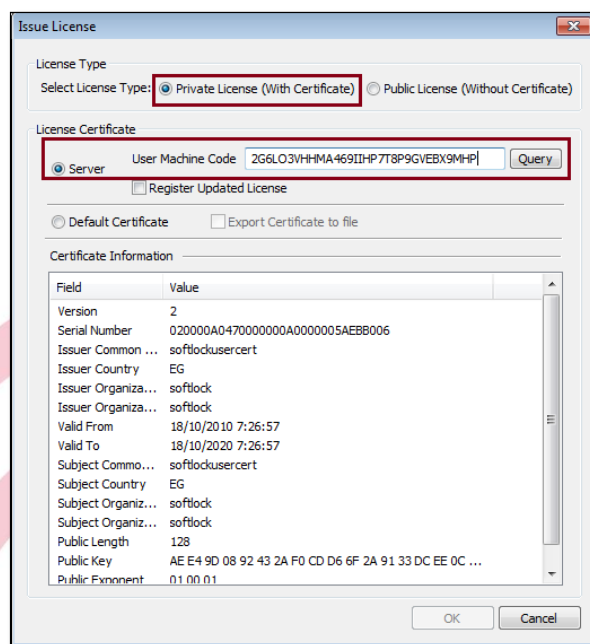 Issue License
License Type
Select License Type: Private License (With Certificate) Public License (Without Certificate)
License Certificate
Server User Machine Code 2G6LO3VHHMA469IIHP7T8P9GVEBX9MHP Query
Register Updated License
Default Certificate Export Certificate to file
Certificate Information
Field Value
Version 2
Serial Number 020000A0470000000A0000005AEBB006
Issuer Common ... softlockusercert
Issuer Country EG
Issuer Organiza... softlock
Issuer Organiza... softlock
Valid From 18/10/2010 7:26:57
Valid To 18/10/2020 7:26:57
Subject Commo... softlockusercert
Subject Country EG
Subject Organiz... softlock
Subject Organiz... softlock
Public Length 128
Public Key AE E4 9D 08 92 43 2A F0 CD D6 6F 2A 91 33 DC EE 0C ...
Public Exponent 01 00 01
OK Cancel